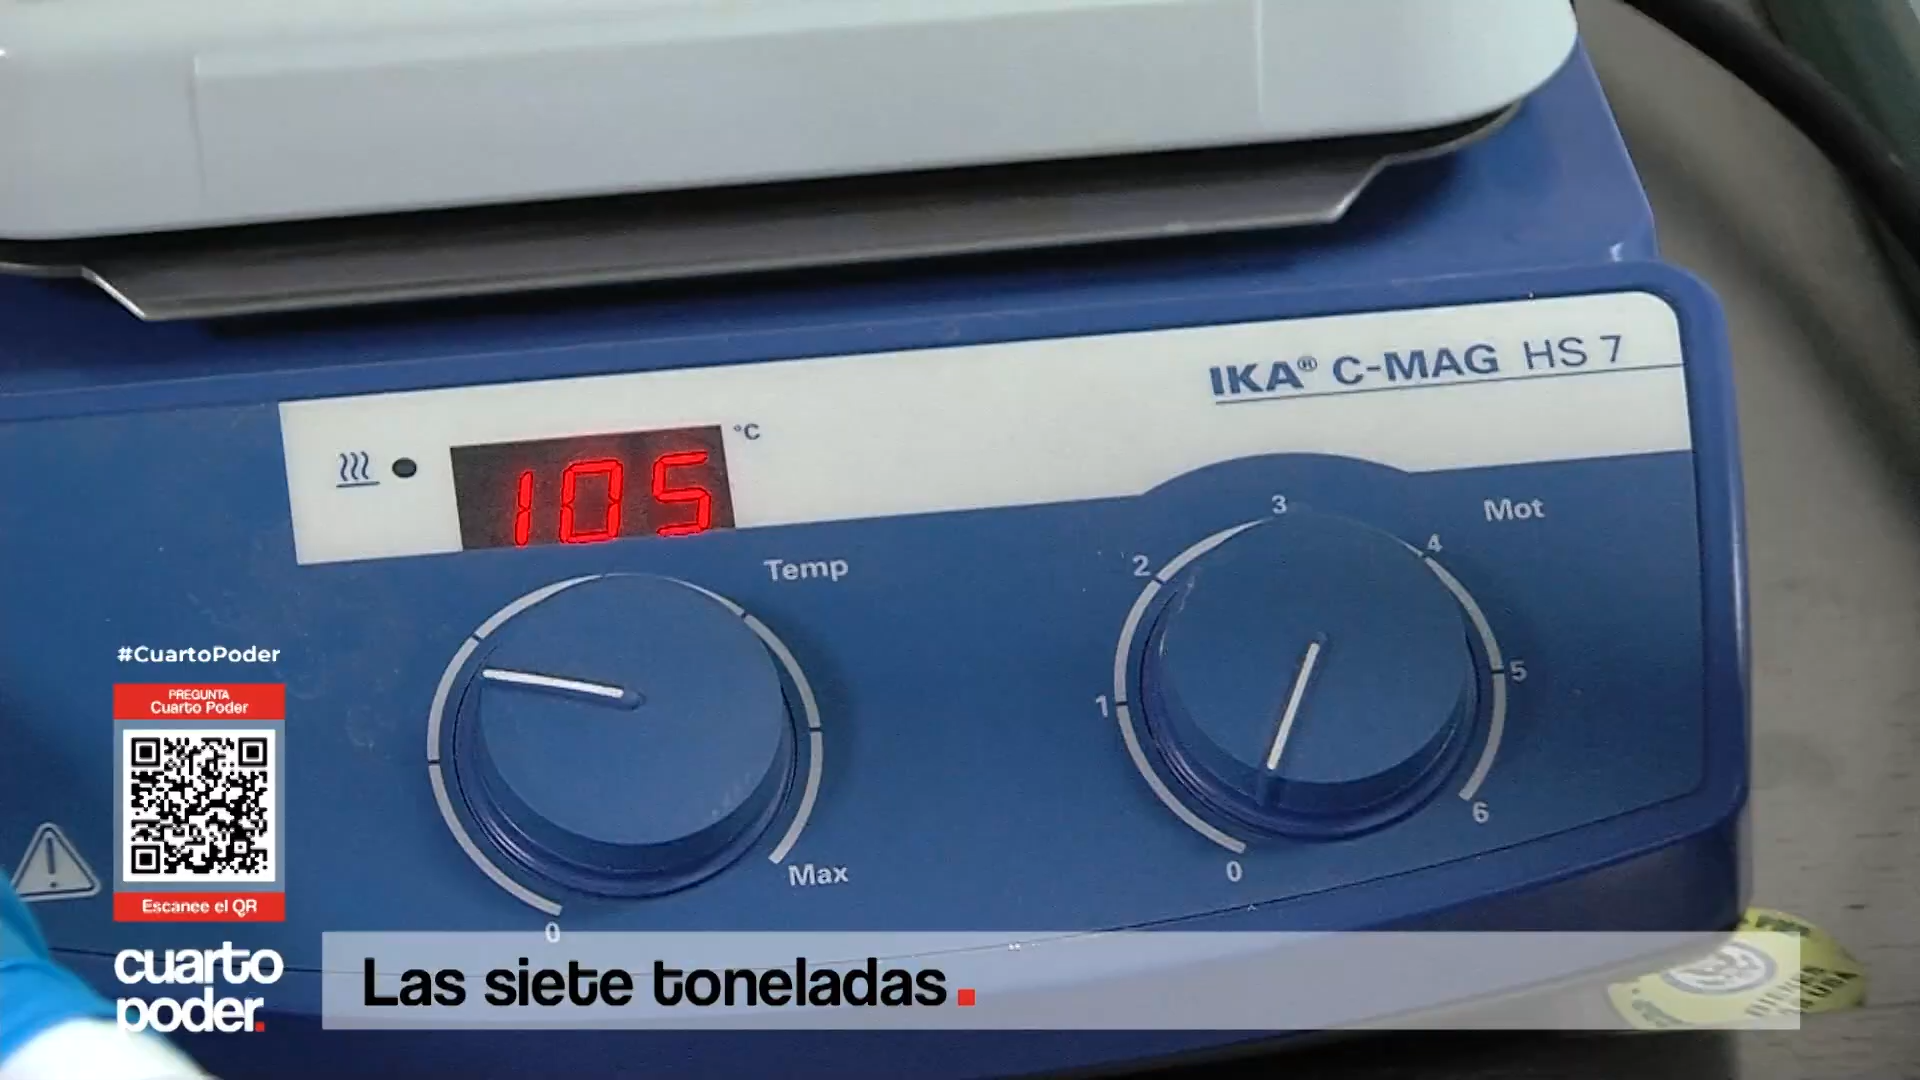 IKA® C-MAG HS 7
°C
105
Temp
Mot
3
2
4
1
5
6
0
Max
0
#CuartoPoder
PREGUNTA
Cuarto Poder
Escanee el QR
cuarto
poder.
Las siete toneladas.